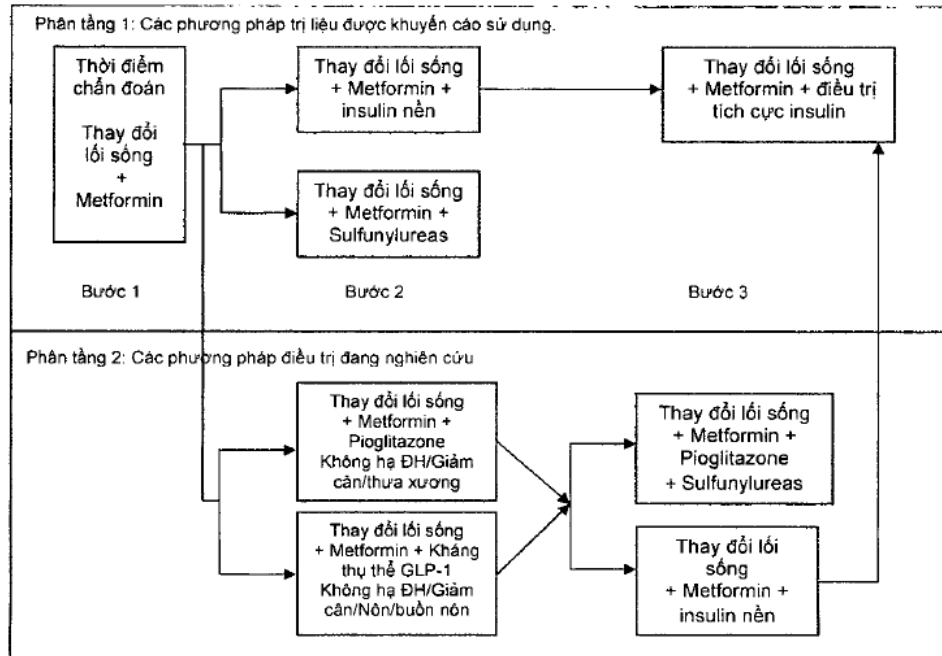 Phân tầng 1: Các phương pháp trị liệu được khuyến cáo sử dụng.
Thời điểm
chẩn đoán
Thay đổi
lối sống
+
Metformin
Thay đổi lối sống
+ Metformin +
insulin nền
Thay đổi lối sống
+ Metformin + điều trị
tích cực insulin
Thay đổi lối sống
+ Metformin +
Sulfunylureas
Bước 1
Bước 2
Bước 3
Phân tầng 2: Các phương pháp điều trị đang nghiên cứu
Thay đổi lối sống
+ Metformin +
Pioglitazone
Không hạ ĐH/Giảm
cân/thưa xương
Thay đổi lối sống
+ Metformin +
Pioglitazone
+ Sulfunylureas
Thay đổi lối sống
+ Metformin + Kháng
thụ thể GLP-1
Không hạ ĐH/Giảm
cân/Nôn/buồn nôn
Thay đổi lối
sống
+ Metformin +
insulin nền